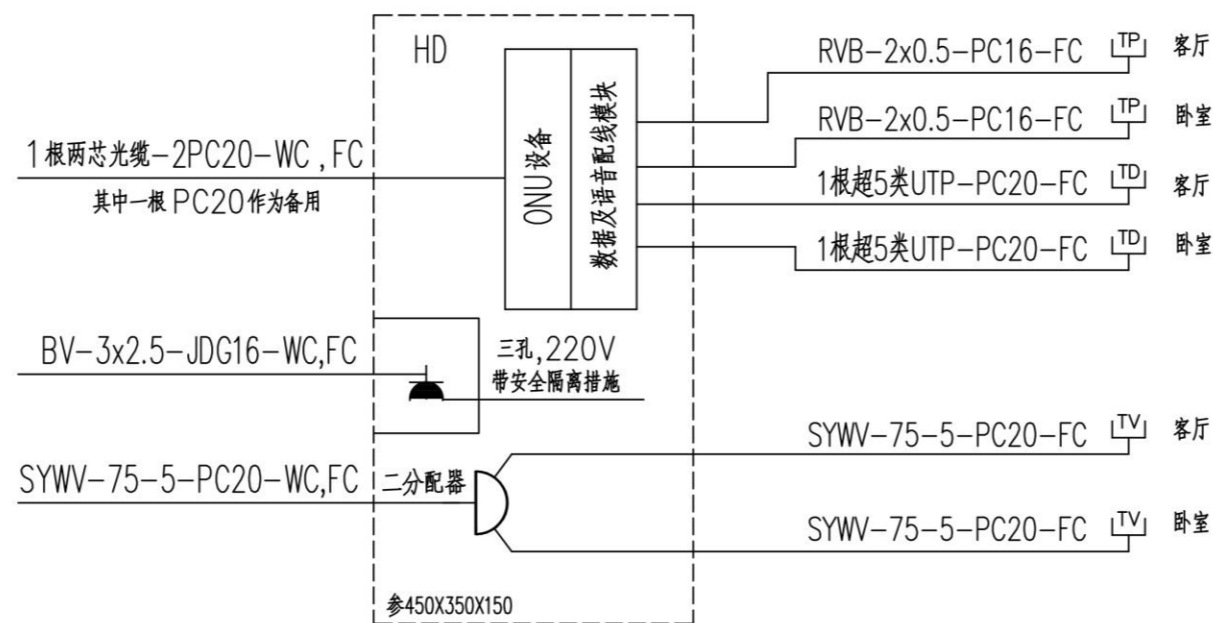 HD
1根两芯光缆-2PC20-WC,FC
其中一根PC20作为备用
ONU设备
数据及语音配线模块
RVB-2x0.5-PC16-FC TP 客厅
RVB-2x0.5-PC16-FC TP 卧室
1根超5类UTP-PC20-FC TD 客厅
1根超5类UTP-PC20-FC TD 卧室
BV-3x2.5-JDG16-WC,FC
三孔,220V
带安全隔离措施
SYWV-75-5-PC20-WC,FC 二分配器
SYWV-75-5-PC20-FC TV 客厅
SYWV-75-5-PC20-FC TV 卧室
参450X350X150